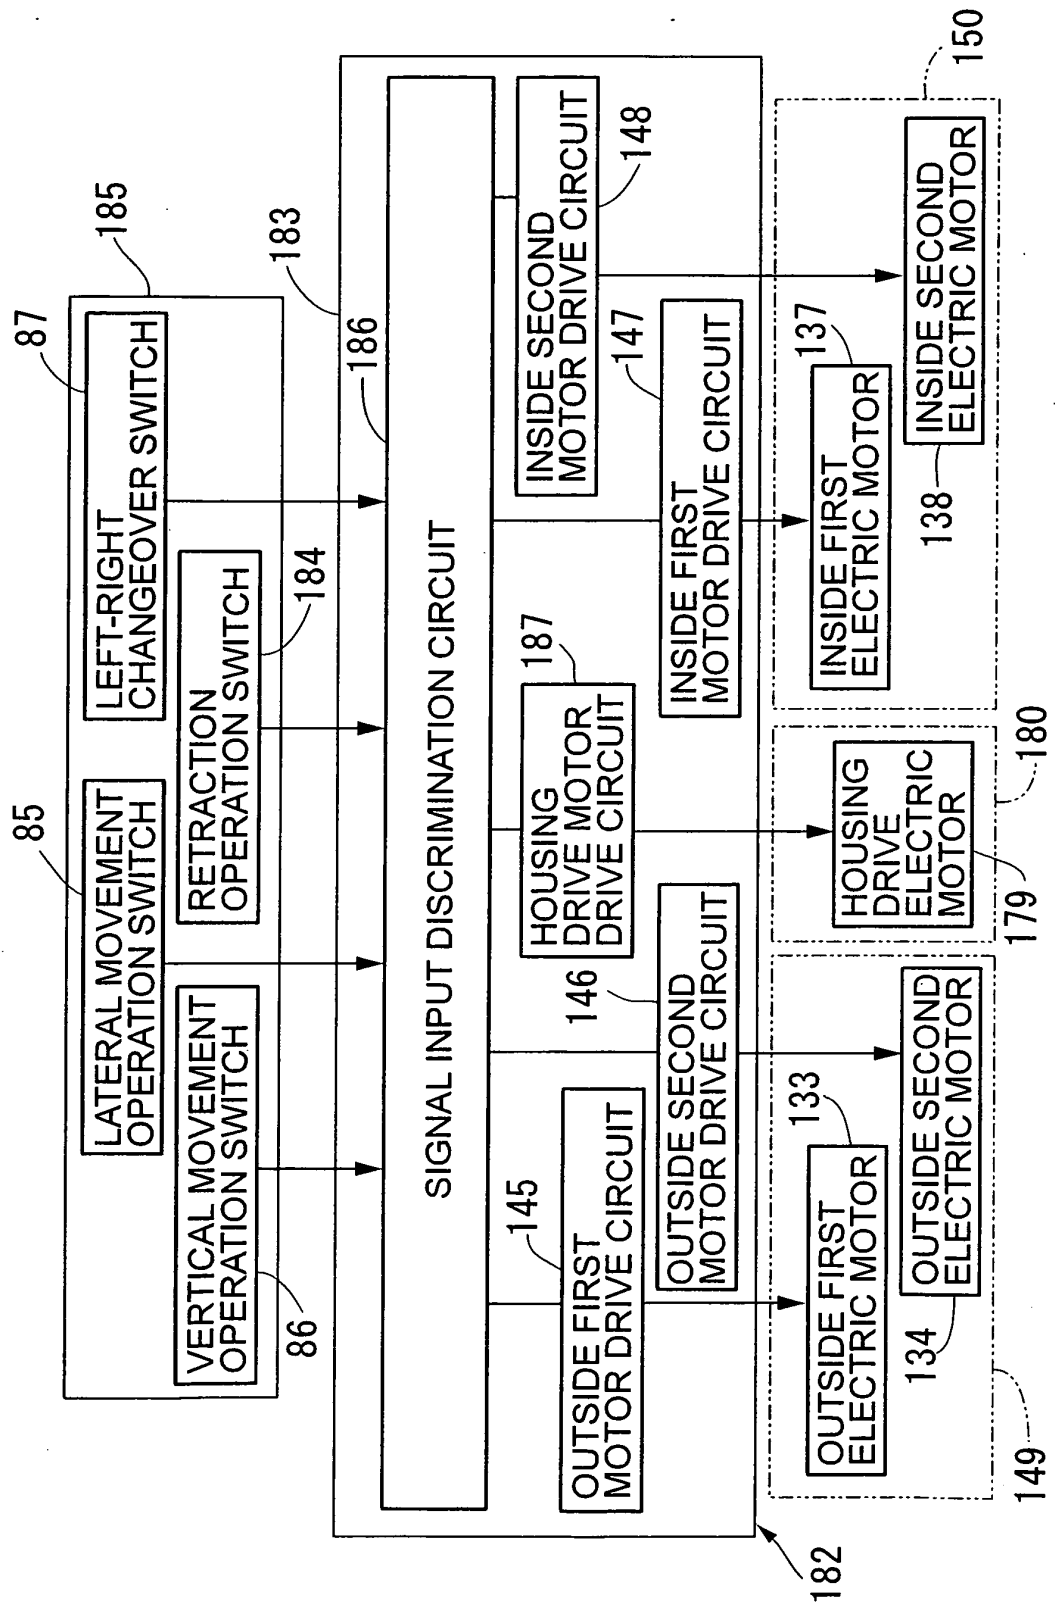 85
87
185
LATERAL MOVEMENT
OPERATION SWITCH
LEFT-RIGHT
CHANGEOVER SWITCH
VERTICAL MOVEMENT
OPERATION SWITCH
RETRACTION
OPERATION SWITCH
86
184
183
186
SIGNAL INPUT DISCRIMINATION CIRCUIT
145
187
OUTSIDE FIRST
MOTOR DRIVE CIRCUIT
HOUSING
DRIVE MOTOR
DRIVE CIRCUIT
INSIDE SECOND
MOTOR DRIVE CIRCUIT
146
147
148
OUTSIDE SECOND
MOTOR DRIVE CIRCUIT
INSIDE FIRST
MOTOR DRIVE CIRCUIT
182
133
137
OUTSIDE FIRST
ELECTRIC MOTOR
HOUSING
DRIVE
ELECTRIC
MOTOR
INSIDE FIRST
ELECTRIC MOTOR
OUTSIDE SECOND
ELECTRIC MOTOR
INSIDE SECOND
ELECTRIC MOTOR
134
179
138
149
180
150